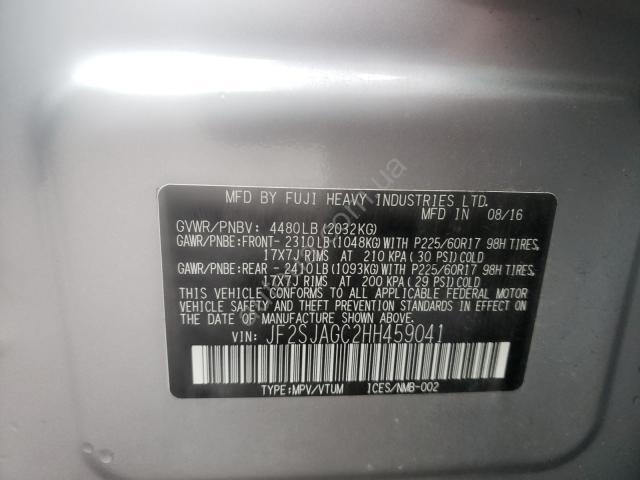 MFD BY FUJI HEAVY INDUSTRIES LTD.
MFD IN 08/16
GVWR/PNBV: 4480LB(2032KG)
GAWR/PNBE:FRONT- 2310LB(1048KG)WITH P225/60R17 98H TIRES,
17X7J RIMS AT 210 KPA ( 30 PSI)COLD
GAWR/PNBE:REAR - 2410LB(1093KG)WITH P225/60R17 98H TIRES,
17X7J RIMS AT 200 KPA ( 29 PSI)COLD
THIS VEHICLE CONFORMS TO ALL APPLICABLE FEDERAL MOTOR
VEHICLE SAFETY AND THEFT PREVENTION STANDARDS IN EFFECT
ON THE DATE OF MANUFACTURE SHOWN ABOVE.
VIN: JF2SJAGC2HH459041
TYPE:MPV/VTUM ICES/NMB-002